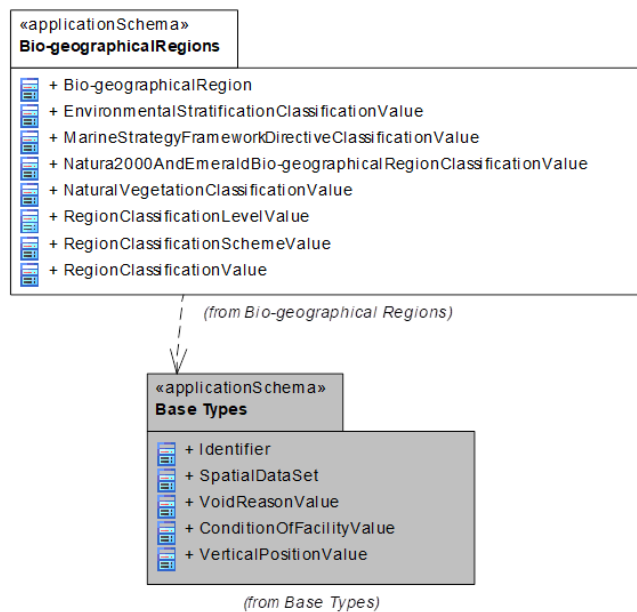 «applicationSchema»
Bio-geographicalRegions
+ Bio-geographicalRegion
+ EnvironmentalStratificationClassificationValue
+ MarineStrategyFrameworkDirectiveClassificationValue
+ Natura2000AndEmeraldBio-geographicalRegionClassificationValue
+ NaturalVegetationClassificationValue
+ RegionClassificationLevelValue
+ RegionClassificationSchemeValue
+ RegionClassificationValue
(from Bio-geographical Regions)
«applicationSchema»
Base Types
+ Identifier
+ SpatialDataSet
+ VoidReasonValue
+ ConditionOfFacilityValue
+ VerticalPositionValue
(from Base Types)